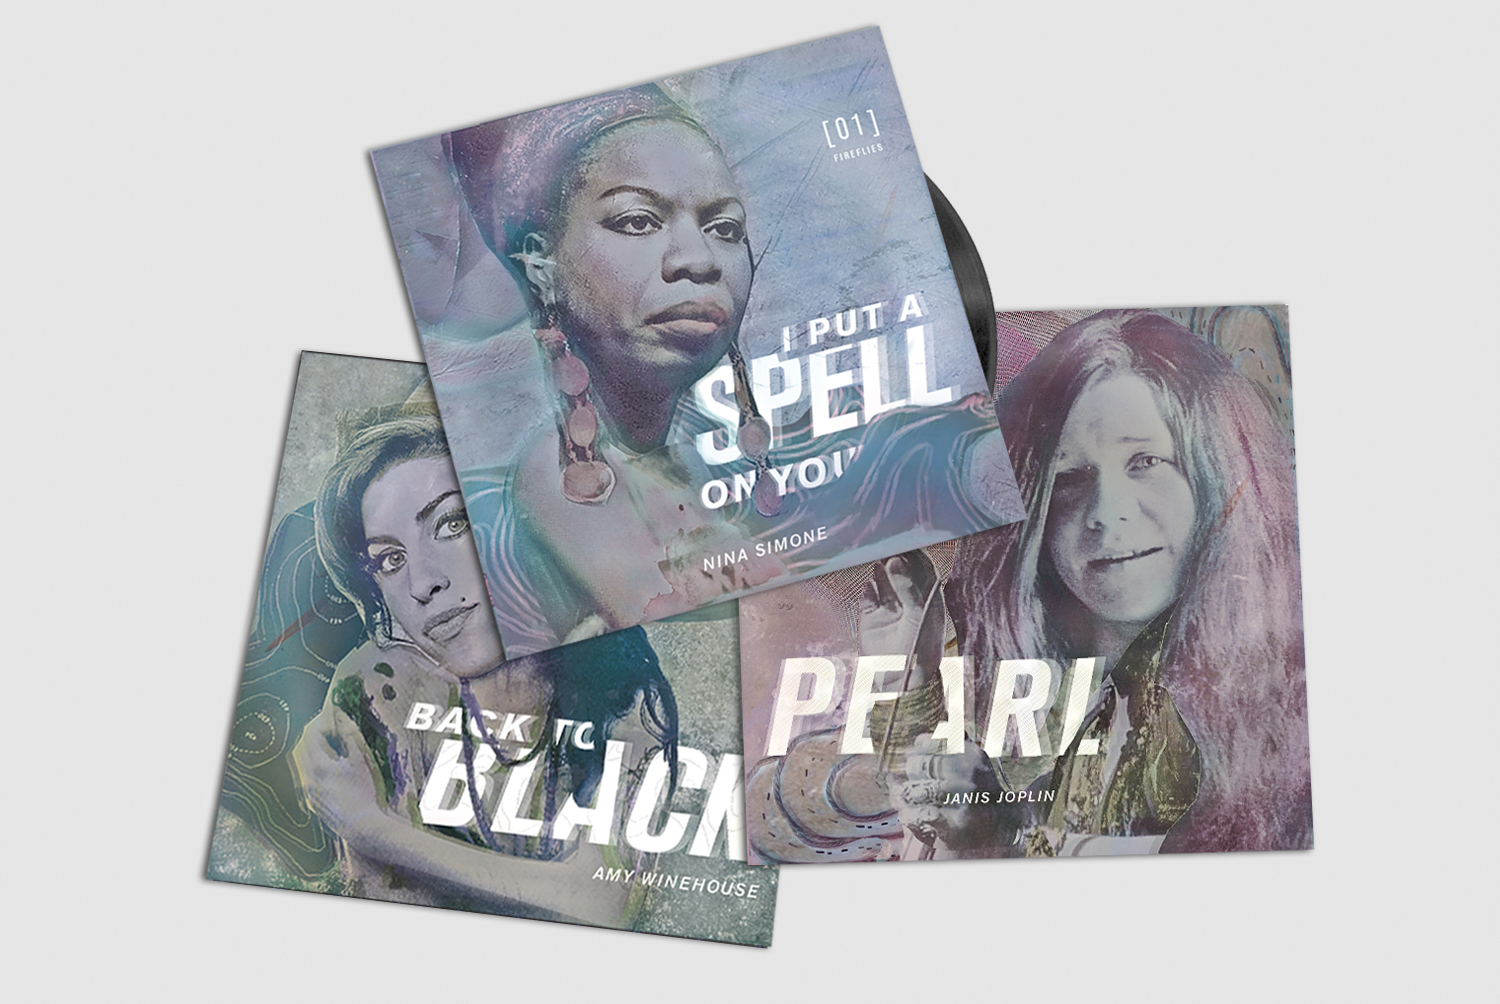 [01]
FIREFLIES
I PUT A
SPELL
ON YOU
NINA SIMONE
BACK TO
BLACK
AMY WINEHOUSE
PEARL
JANIS JOPLIN